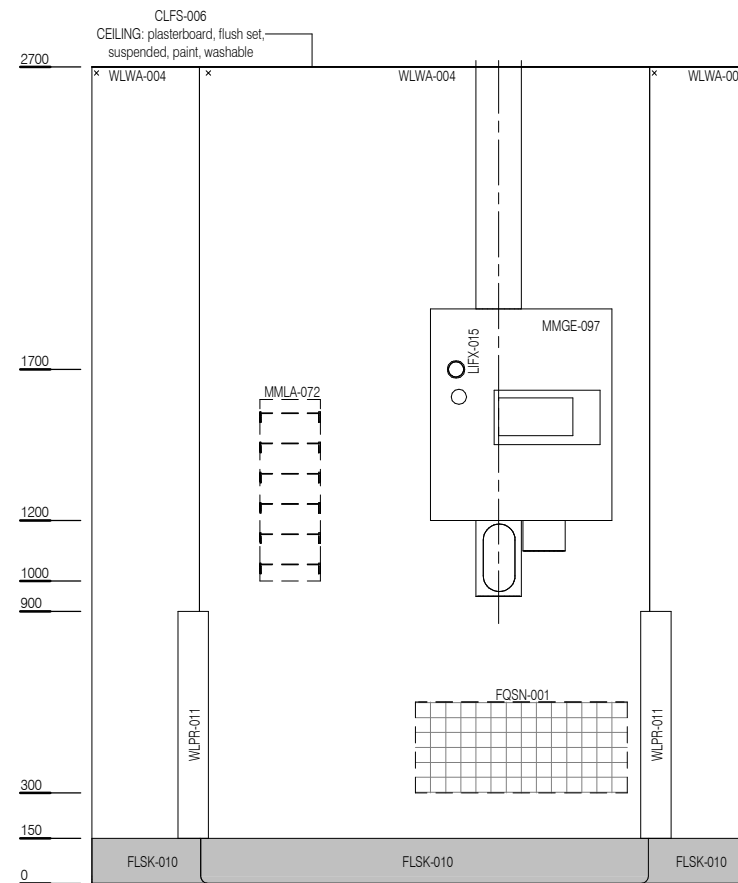 CLFS-006
CEILING: plasterboard, flush set,
suspended, paint, washable
2700
WLWA-004
WLWA-004
WLWA-00
MMGE-097
LIFX-015
1700
MMLA-072
1200
1000
900
FQSN-001
WLPR-011
WLPR-011
300
150
FLSK-010
FLSK-010
FLSK-010
0